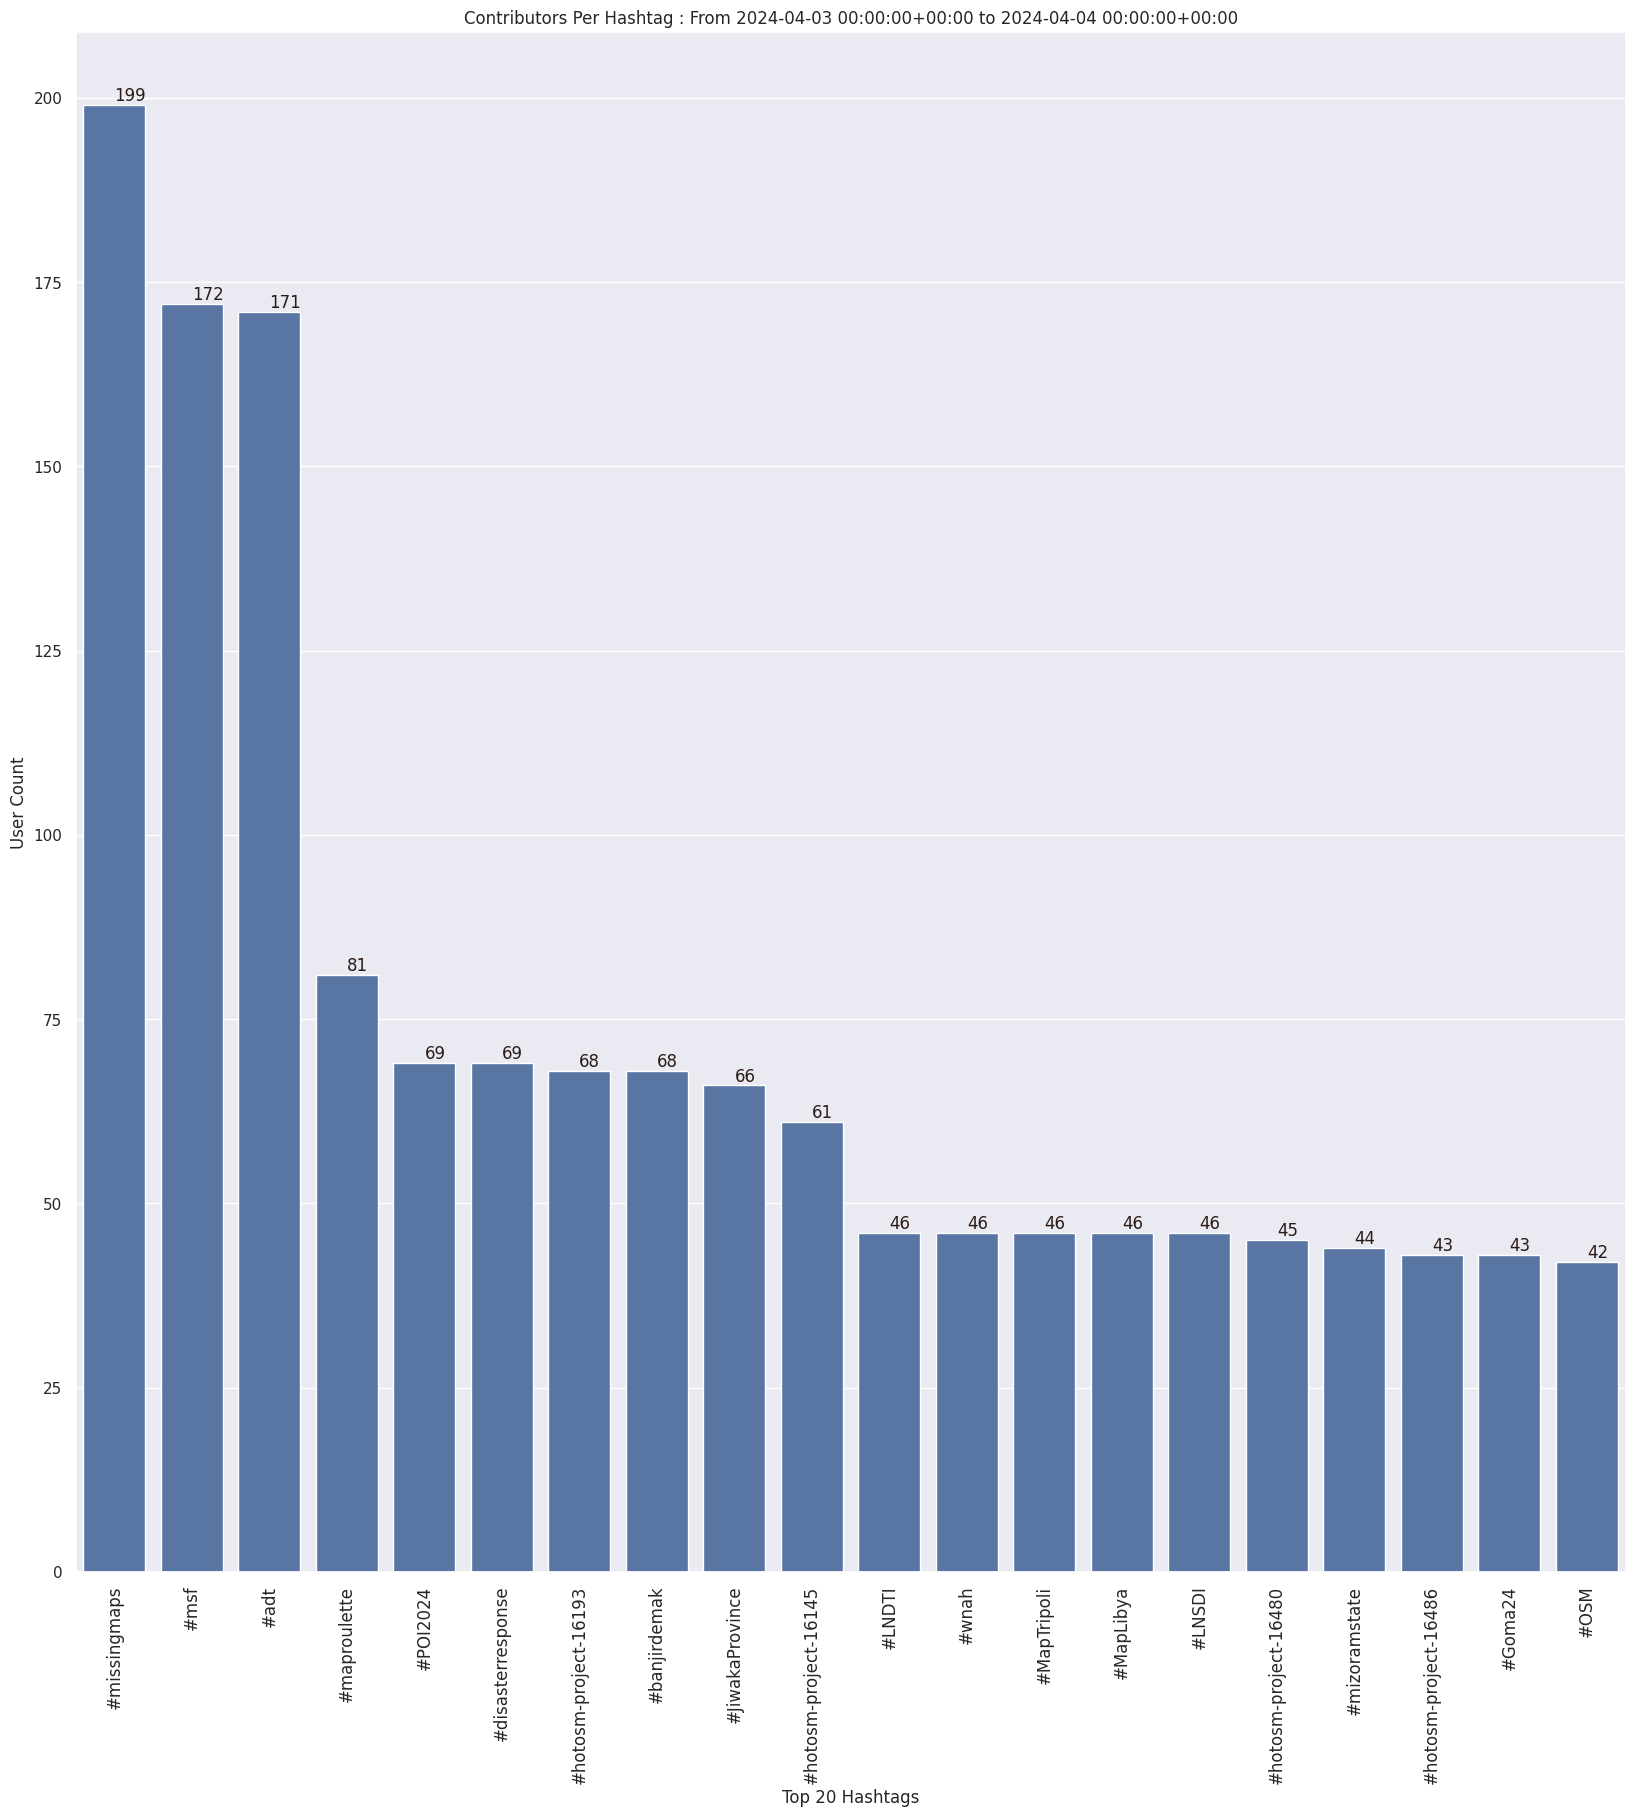 Contributors Per Hashtag : From 2024-04-03 00:00:00+00:00 to 2024-04-04 00:00:00+00:00
User Count
200
175
150
125
100
75
50
25
0
199
172
171
81
69
69
68
68
66
61
46
46
46
46
46
45
44
43
43
42
#missingmaps
#msf
#adt
#maproulette
#POI2024
#disasterresponse
#hotosm-project-16193
#banjirdemak
#JiwakaProvince
#hotosm-project-16145
#LNDTI
#wnah
#MapTripoli
#MapLibya
#LNSDI
#hotosm-project-16480
#mizoramstate
#hotosm-project-16486
#Goma24
#OSM
Top 20 Hashtags